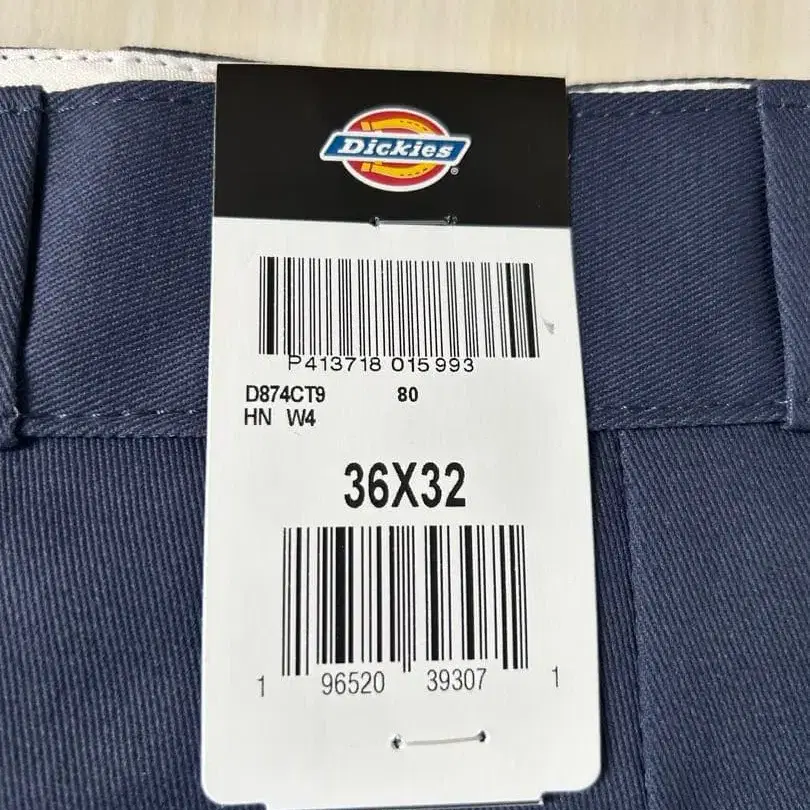 Dickies®
P413718 015993
D874CT9 80
HN W4
36X32
1 96520 39307 1